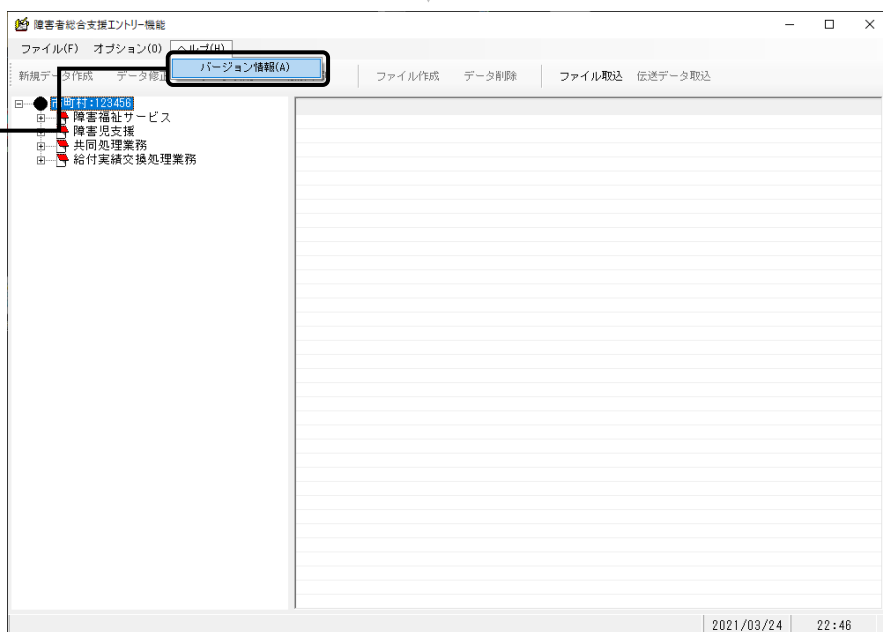 障害者総合支援エントリー機能
ファイル(F) オプション(O) ヘルプ(H)
バージョン情報(A)
新規データ作成 データ修正 ファイル作成 データ削除 ファイル取込 伝送データ取込
市町村:123456
障害福祉サービス
障害児支援
共同処理業務
給付実績交換処理業務
2021/03/24 22:46